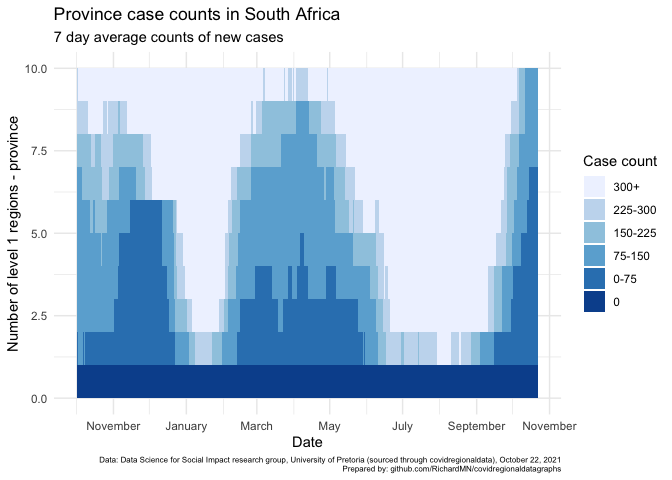 Province case counts in South Africa
7 day average counts of new cases
Number of level 1 regions - province
10.0
7.5
5.0
2.5
0.0
November
January
March
May
July
September
November
Date
Case count
300+
225-300
150-225
75-150
0-75
0
Data: Data Science for Social Impact research group, University of Pretoria (sourced through covidregionaldata), October 22, 2021
Prepared by: github.com/RichardMN/covidregionaldatagraphs